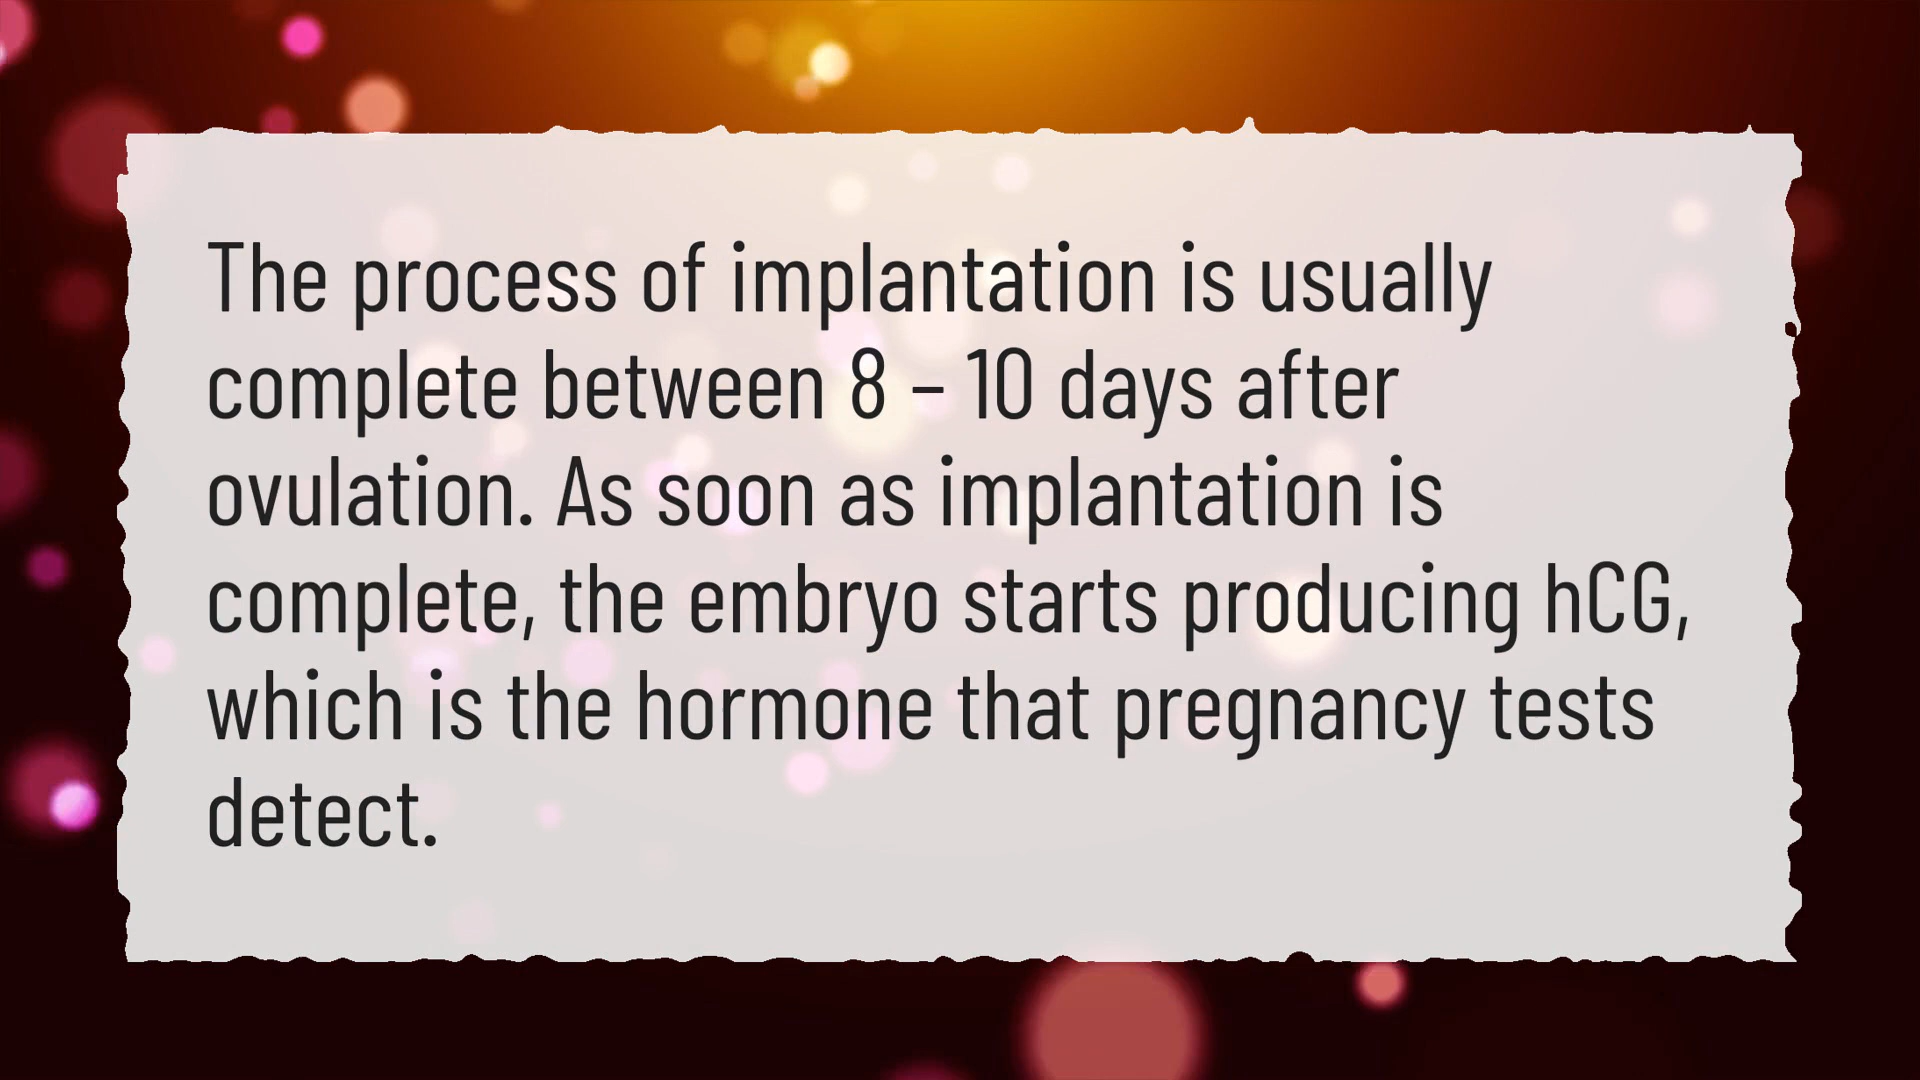 The process of implantation is usually
complete between 8 – 10 days after
ovulation. As soon as implantation is
complete, the embryo starts producing hCG,
which is the hormone that pregnancy tests
detect.